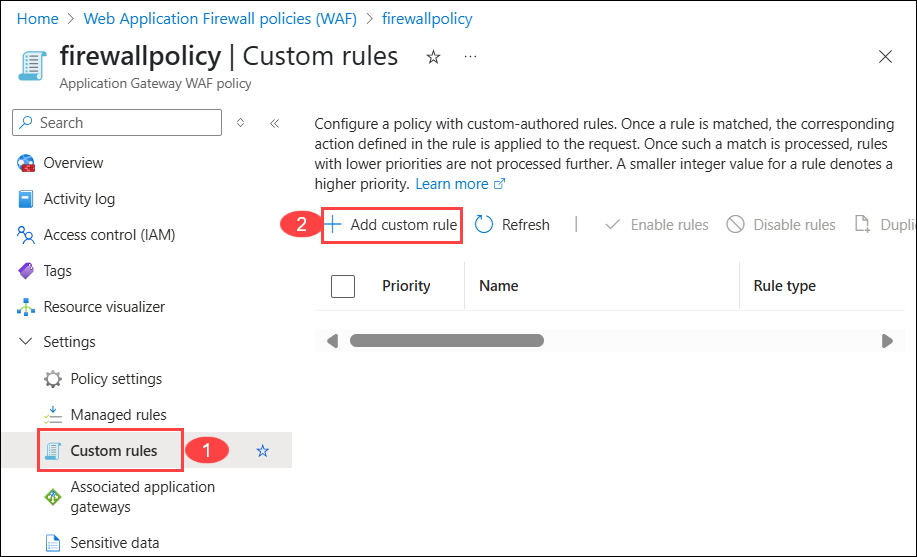 Home > Web Application Firewall policies (WAF) > firewallpolicy
firewallpolicy | Custom rules
Application Gateway WAF policy
Search
Overview
Activity log
Access control (IAM)
Tags
Resource visualizer
Settings
Policy settings
Managed rules
Custom rules 1
Associated application
gateways
Sensitive data
Configure a policy with custom-authored rules. Once a rule is matched, the corresponding
action defined in the rule is applied to the request. Once such a match is processed, rules
with lower priorities are not processed further. A smaller integer value for a rule denotes a
higher priority. Learn more
2 + Add custom rule Refresh | Enable rules Disable rules Dupli
Priority Name Rule type